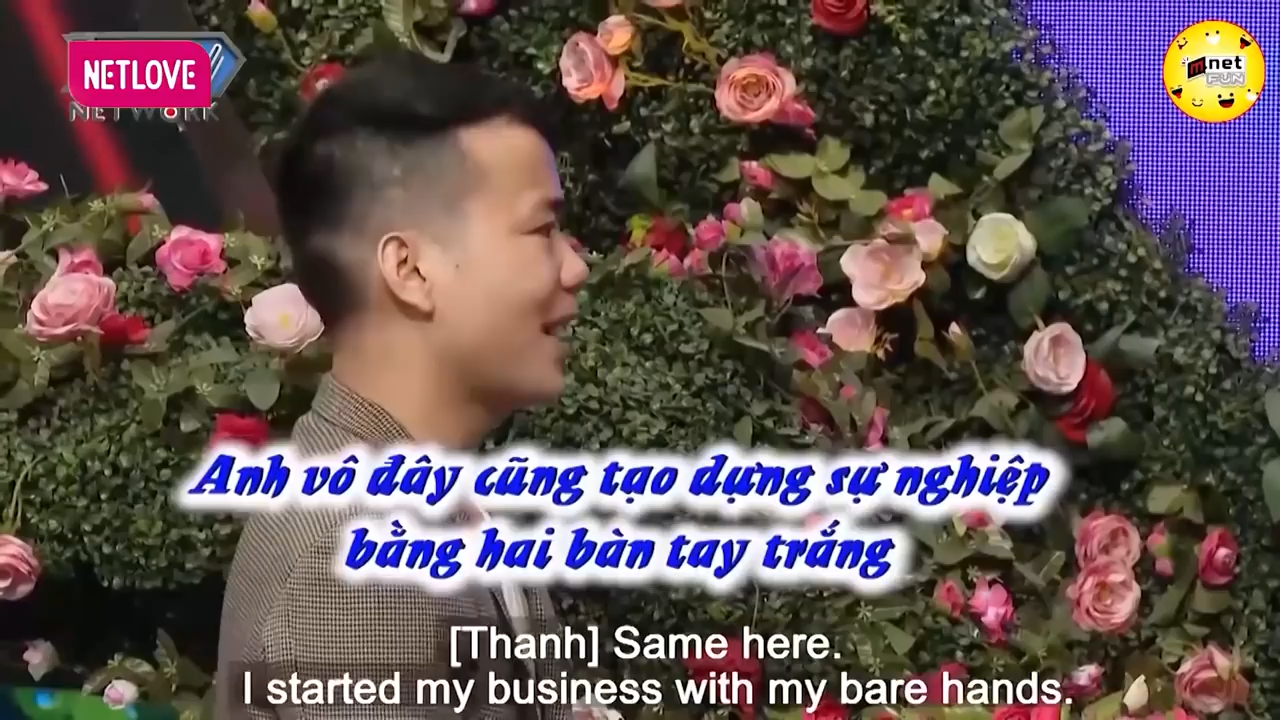 NETLOVE
NETWORK
mnet
FUN
Anh vô đây cũng tạo dựng sự nghiệp
bằng hai bàn tay trắng
[Thanh] Same here.
I started my business with my bare hands.